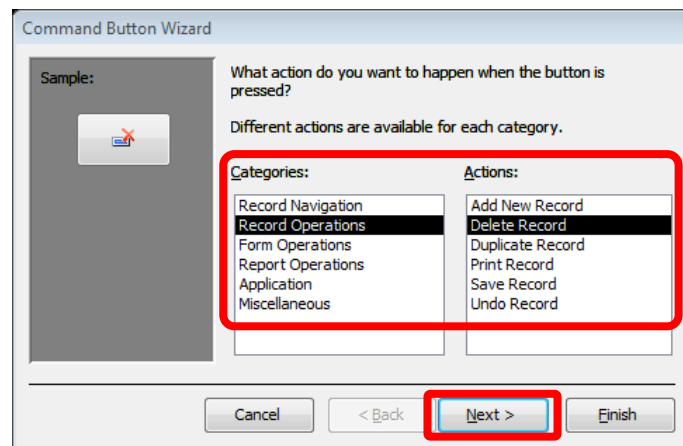 Command Button Wizard
Sample:
What action do you want to happen when the button is
pressed?
Different actions are available for each category.
Categories:
Actions:
Record Navigation
Record Operations
Form Operations
Report Operations
Application
Miscellaneous
Add New Record
Delete Record
Duplicate Record
Print Record
Save Record
Undo Record
Cancel
< Back
Next >
Finish